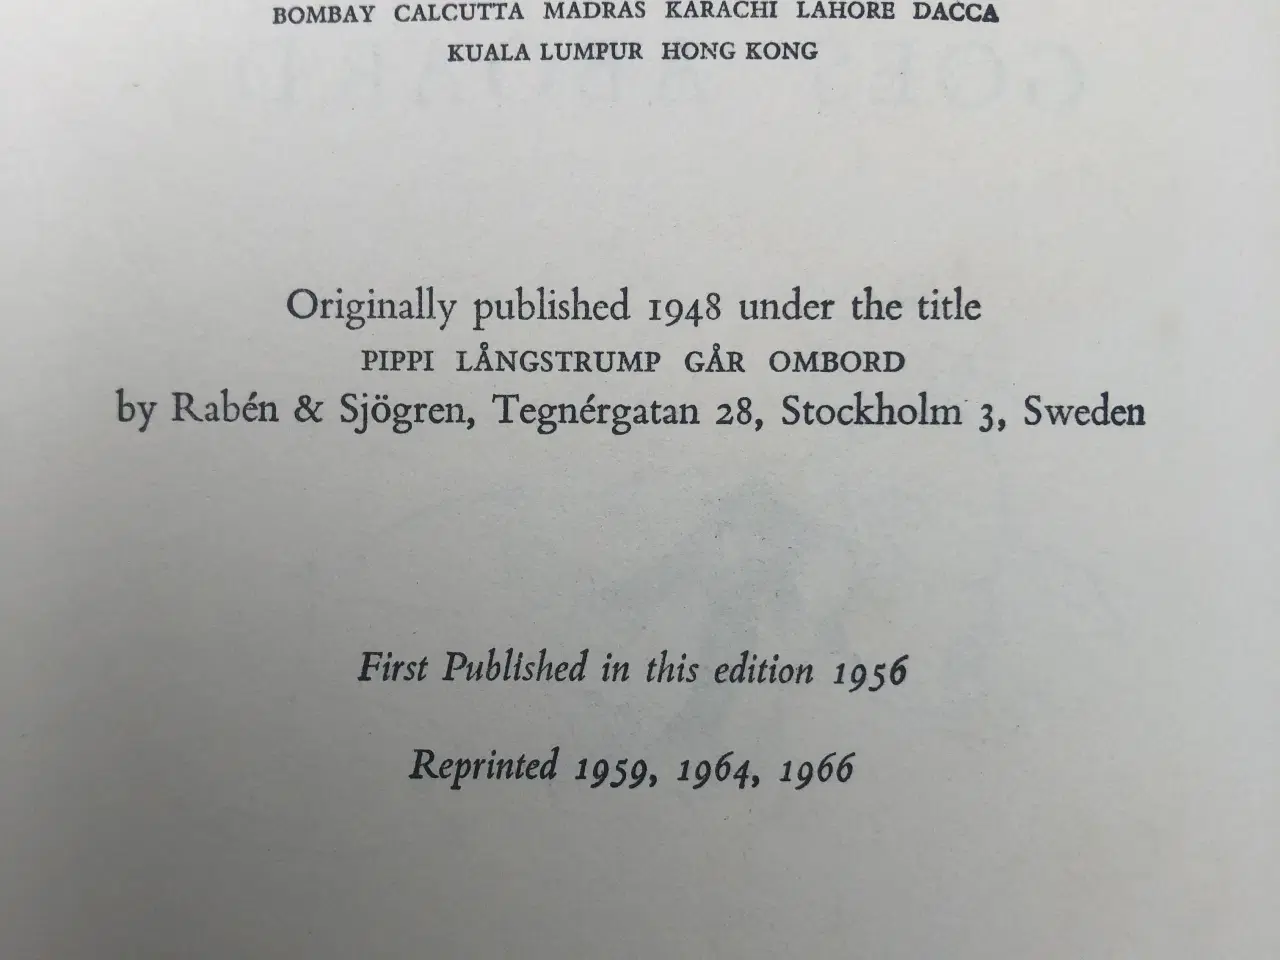 BOMBAY CALCUTTA MADRAS KARACHI LAHORE DACCA
KUALA LUMPUR HONG KONG
Originally published 1948 under the title
PIPPI LÅNGSTRUMP GÅR OMBORD
by Rabén & Sjögren, Tegnérgatan 28, Stockholm 3, Sweden
First Published in this edition 1956
Reprinted 1959, 1964, 1966